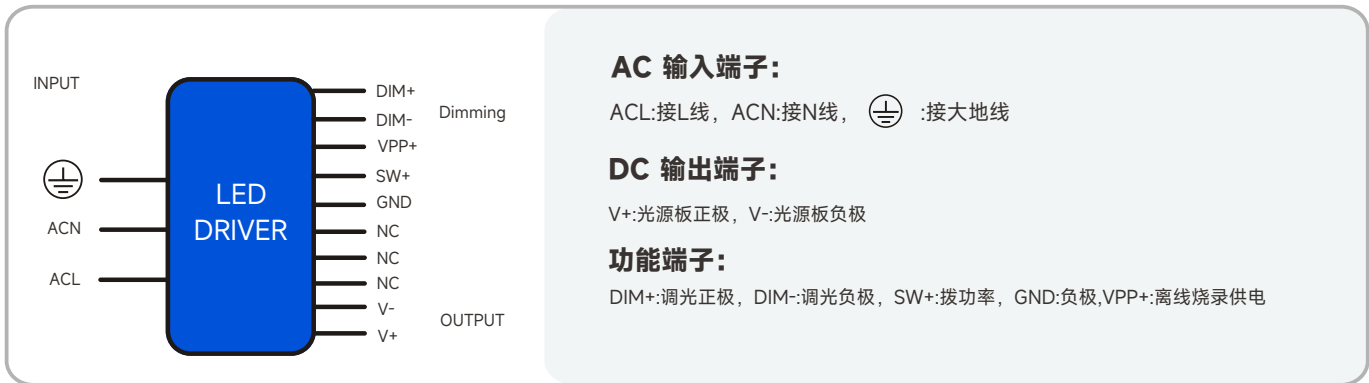 INPUT
ACN
ACL
LED
DRIVER
DIM+
DIM-
VPP+
SW+
GND
NC
NC
NC
V-
V+
Dimming
OUTPUT
AC 输入端子:
ACL:接L线，ACN:接N线， :接大地线
DC 输出端子:
V+:光源板正极，V-:光源板负极
功能端子:
DIM+:调光正极，DIM-:调光负极，SW+:拨功率，GND:负极,VPP+:离线烧录供电